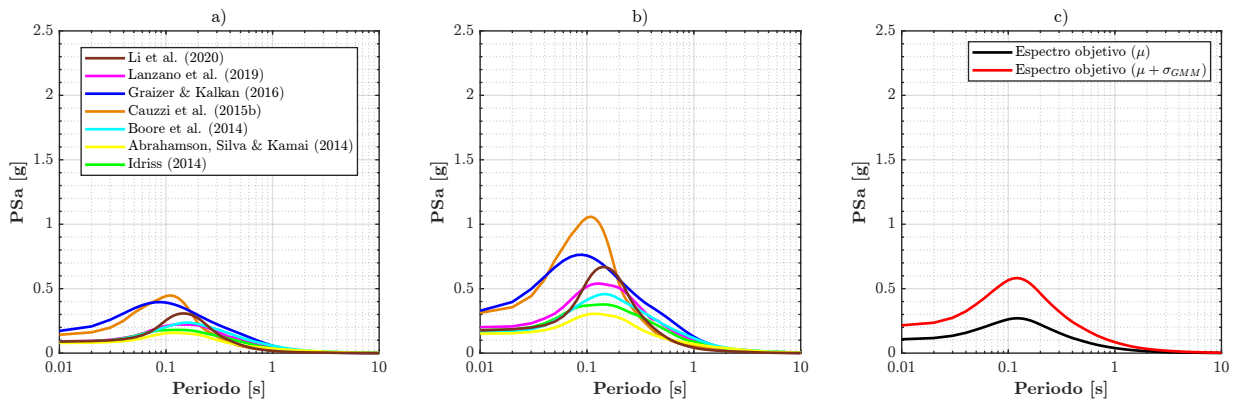 a)
2.5
2
1.5
1
0.5
0
PSa [g]
Li et al. (2020)
Lanzano et al. (2019)
Graizer & Kalkan (2016)
Cauzzi et al. (2015b)
Boore et al. (2014)
Abrahamson, Silva & Kamai (2014)
Idriss (2014)
0.01 0.1 1 10
Periodo [s]
b)
2.5
2
1.5
1
0.5
0
PSa [g]
0.01 0.1 1 10
Periodo [s]
c)
2.5
2
1.5
1
0.5
0
PSa [g]
Espectro objetivo (μ)
Espectro objetivo (μ + σGMM)
0.01 0.1 1 10
Periodo [s]